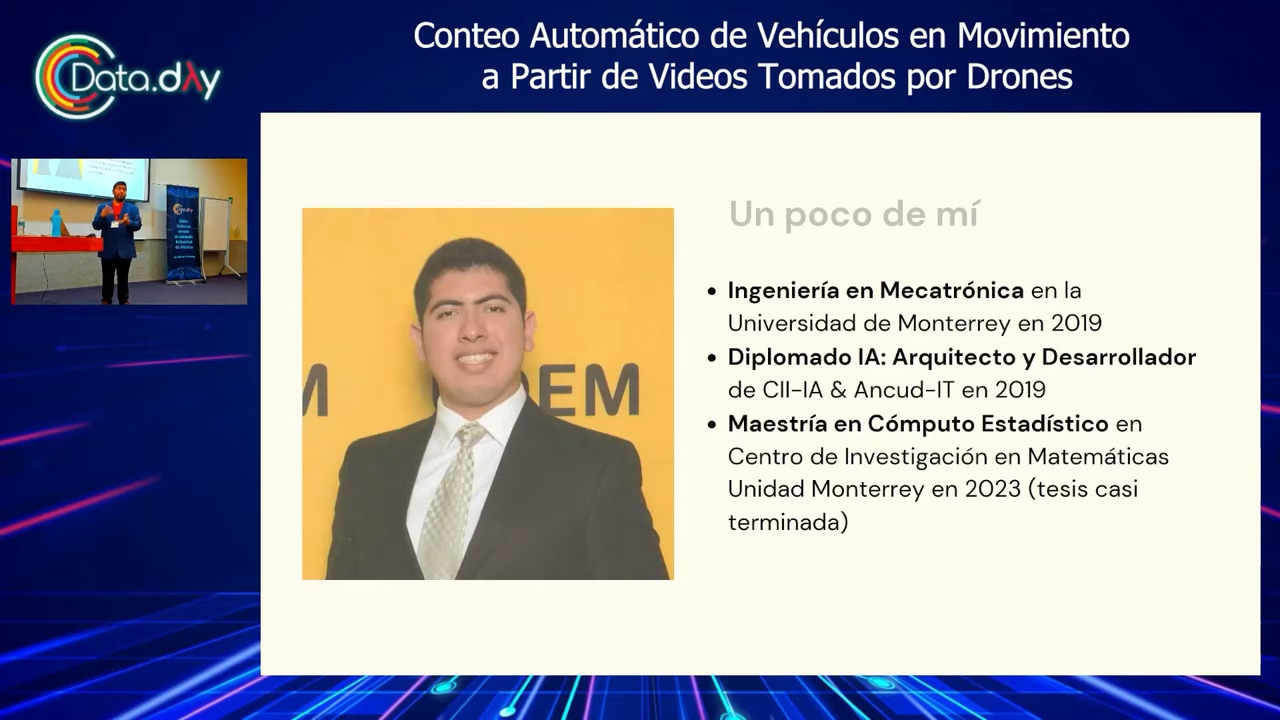 Conteo Automático de Vehículos en Movimiento
a Partir de Videos Tomados por Drones
Data.dλy
Un poco de mí
M
DEM
• Ingeniería en Mecatrónica en la
Universidad de Monterrey en 2019
• Diplomado IA: Arquitecto y Desarrollador
de CII-IA & Ancud-IT en 2019
• Maestría en Cómputo Estadístico en
Centro de Investigación en Matemáticas
Unidad Monterrey en 2023 (tesis casi
terminada)